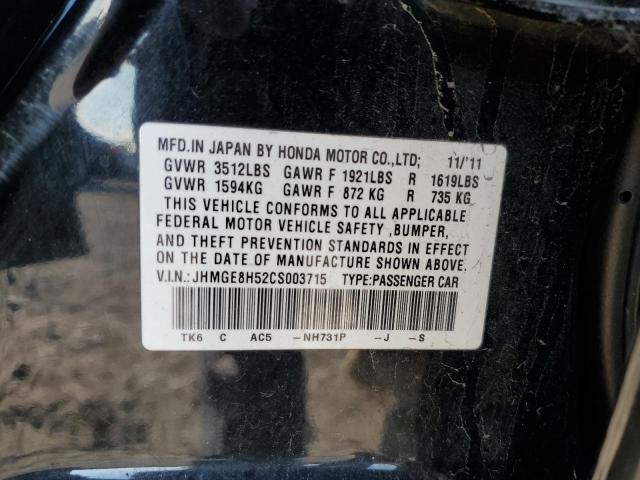 MFD.IN JAPAN BY HONDA MOTOR CO.,LTD; 11/'11
GVWR 3512LBS GAWR F 1921LBS R 1619LBS
GVWR 1594KG GAWR F 872 KG R 735 KG
THIS VEHICLE CONFORMS TO ALL APPLICABLE
FEDERAL MOTOR VEHICLE SAFETY ,BUMPER,
AND THEFT PREVENTION STANDARDS IN EFFECT
ON THE DATE OF MANUFACTURE SHOWN ABOVE.
V.I.N.: JHMGE8H52CS003715 TYPE:PASSENGER CAR
TK6 C AC5 –NH731P –J –S